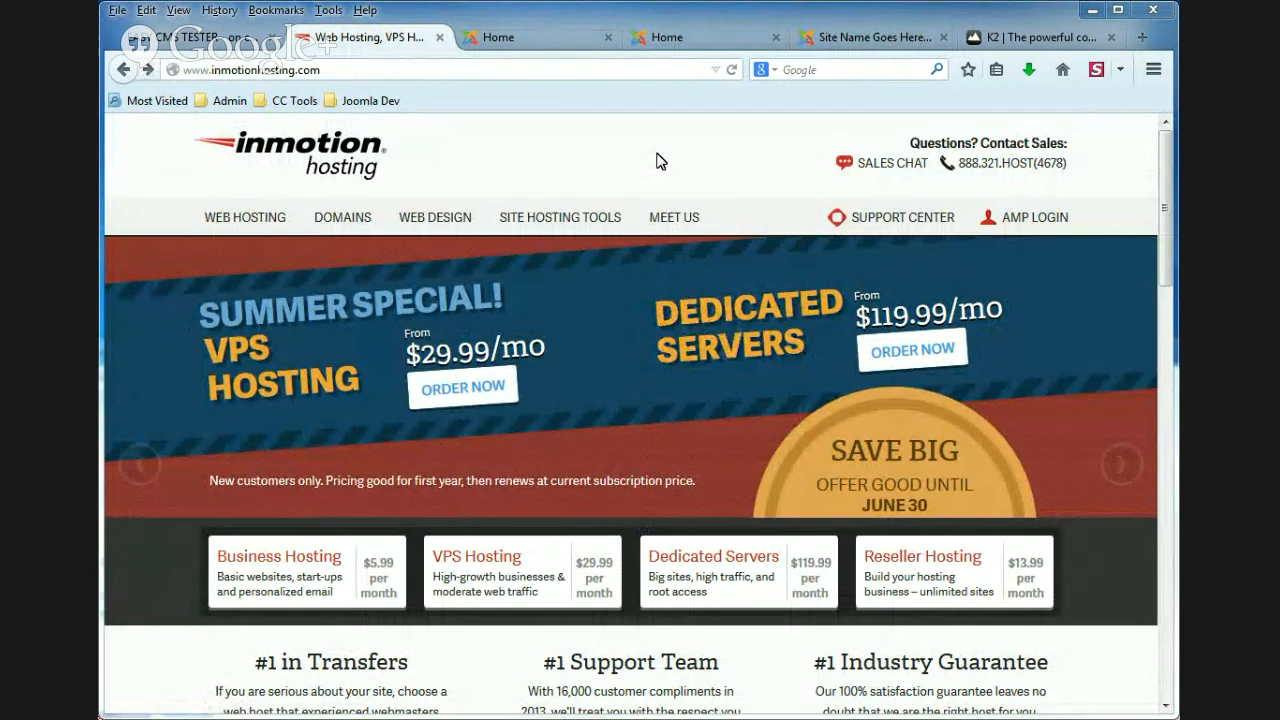 File Edit View History Bookmarks Tools Help
EASY CMS TESTER - on c...
Web Hosting, VPS H...
Home
Home
Site Name Goes Here...
K2 | The powerful co...
Google+
www.inmotionhosting.com
Google
Most Visited Admin CC Tools Joomla Dev
inmotion
hosting
Questions? Contact Sales:
SALES CHAT 888.321.HOST(4678)
WEB HOSTING DOMAINS WEB DESIGN SITE HOSTING TOOLS MEET US SUPPORT CENTER AMP LOGIN
SUMMER SPECIAL!
VPS
HOSTING
From
$29.99/mo
ORDER NOW
DEDICATED
SERVERS
From
$119.99/mo
ORDER NOW
New customers only. Pricing good for first year, then renews at current subscription price.
SAVE BIG
OFFER GOOD UNTIL
JUNE 30
Business Hosting
Basic websites, start-ups
and personalized email
$5.99
per
month
VPS Hosting
High-growth businesses &
moderate web traffic
$29.99
per
month
Dedicated Servers
Big sites, high traffic, and
root access
$119.99
per
month
Reseller Hosting
Build your hosting
business – unlimited sites
$13.99
per
month
#1 in Transfers
If you are serious about your site, choose a
web host that experienced webmasters
#1 Support Team
With 16,000 customer compliments in
2013, we'll treat you with the respect you
#1 Industry Guarantee
Our 100% satisfaction guarantee leaves no
doubt that we are the right host for you.